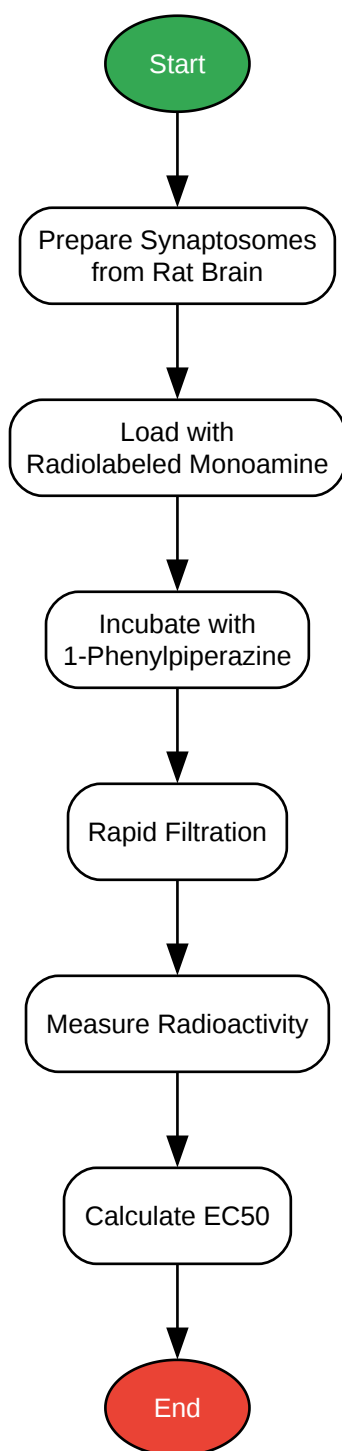 Start
Prepare Synaptosomes
from Rat Brain
Load with
Radiolabeled Monoamine
Incubate with
1-Phenylpiperazine
Rapid Filtration
Measure Radioactivity
Calculate EC50
End